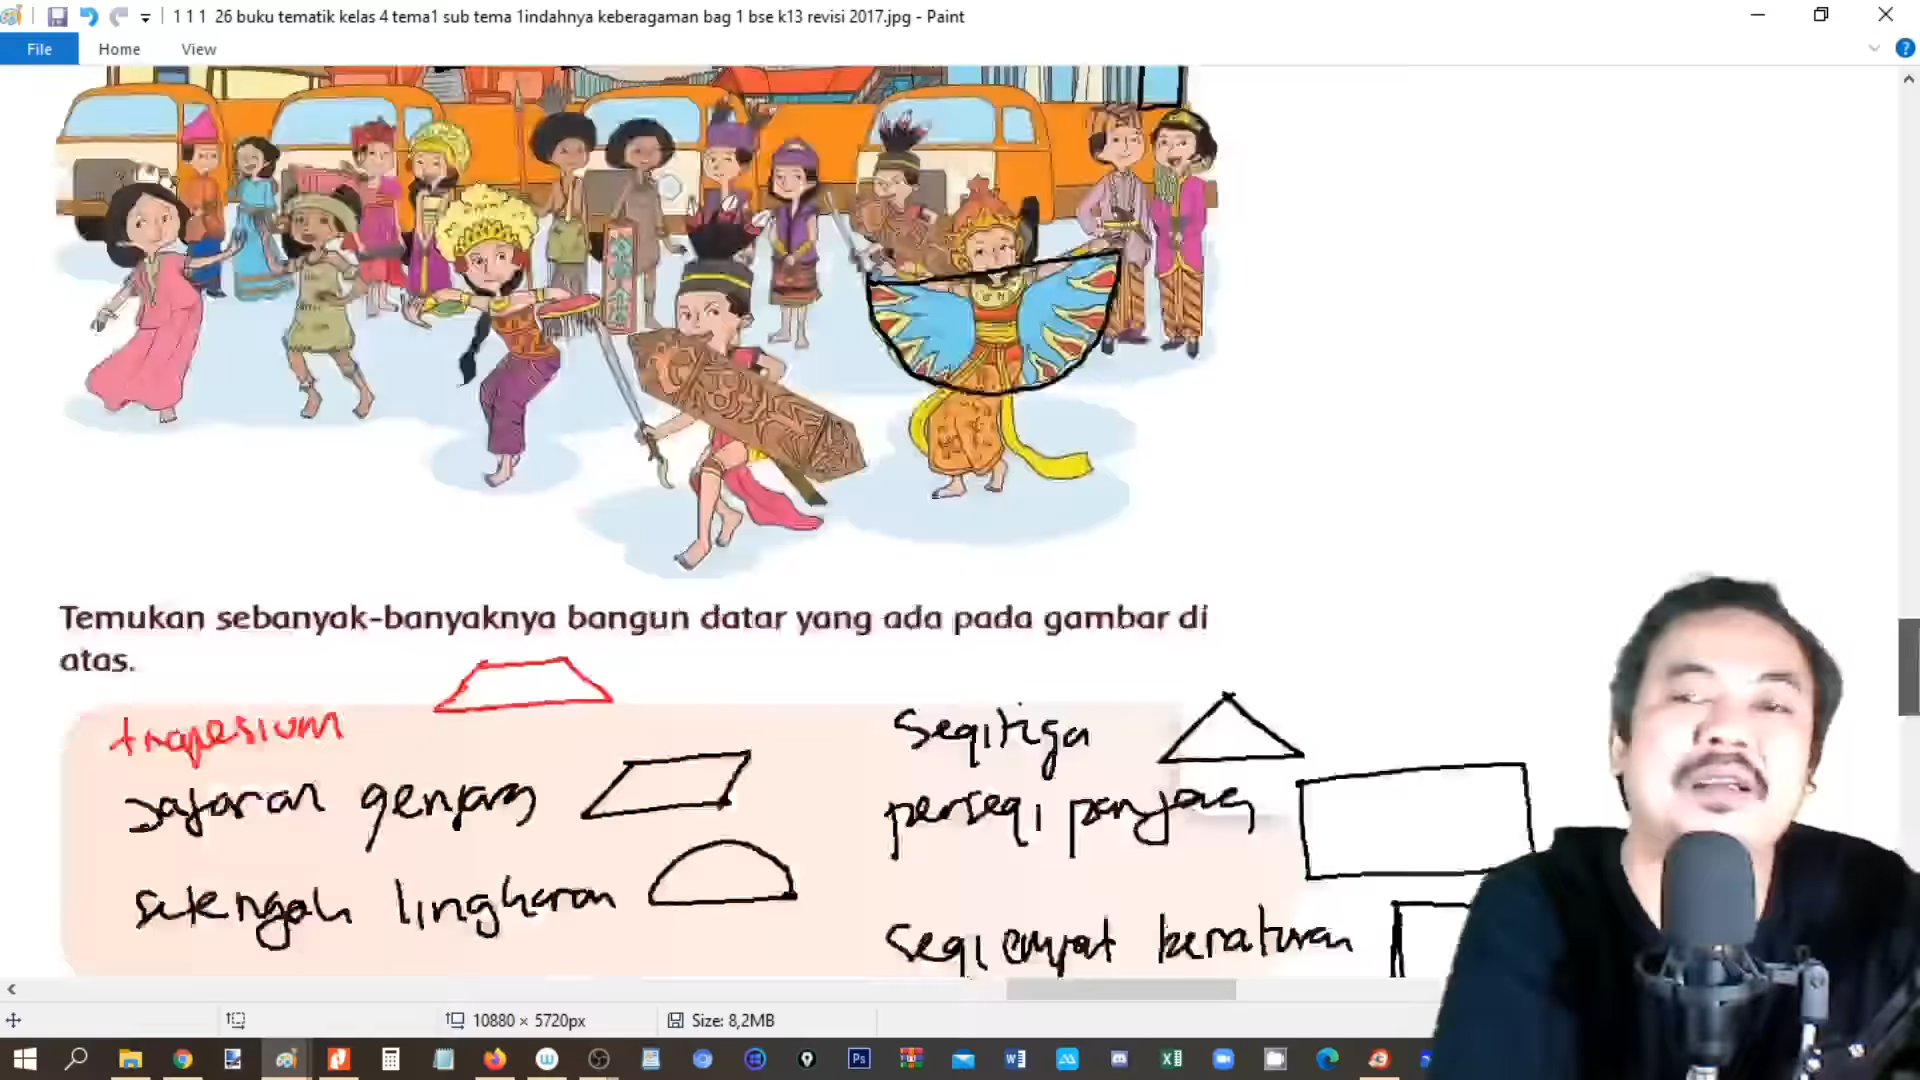 1 1 1 26 buku tematik kelas 4 tema1 sub tema 1indahnya keberagaman bag 1 bse k13 revisi 2017.jpg - Paint
File Home View
Temukan sebanyak-banyaknya bangun datar yang ada pada gambar di
atas.
trapesium
Jajaran genjang
setengah lingkaran
segitiga
persegi panjang
segi empat beraturan
10880 × 5720px
Size: 8,2MB